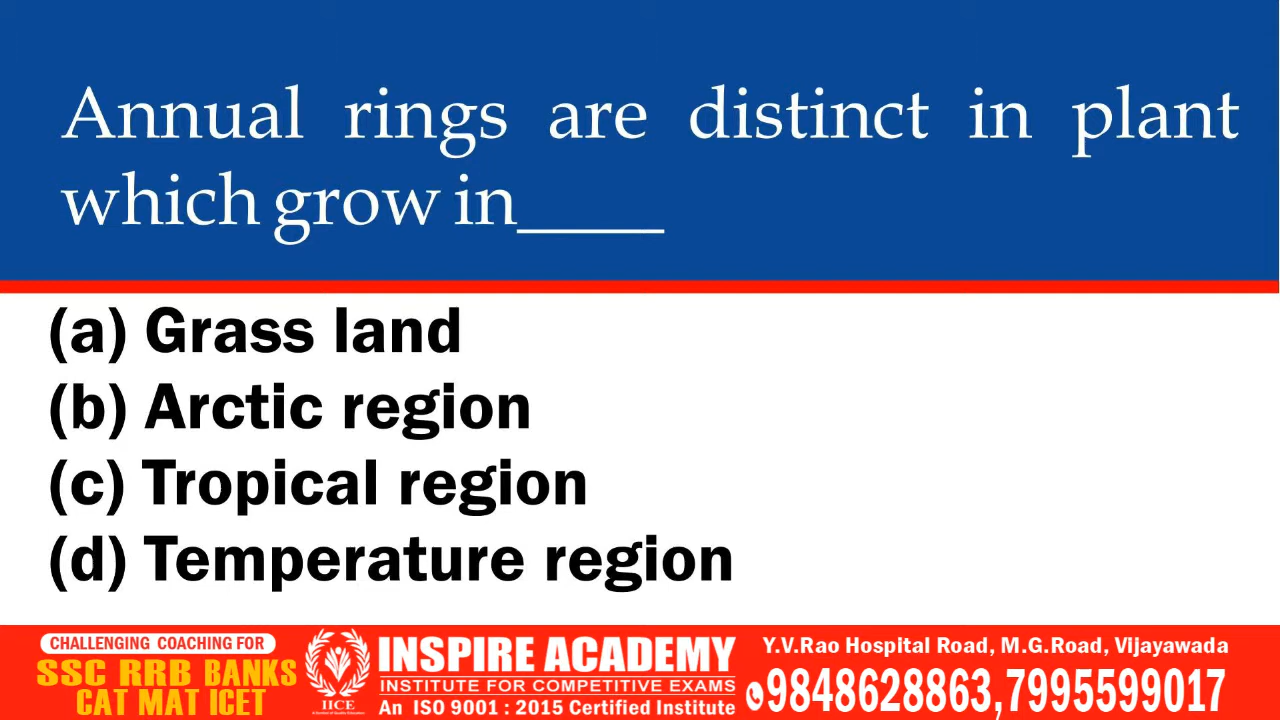 Annual rings are distinct in plant
which grow in____
(a) Grass land
(b) Arctic region
(c) Tropical region
(d) Temperature region
CHALLENGING COACHING FOR
SSC RRB BANKS
CAT MAT ICET
IICE
INSPIRE ACADEMY
INSTITUTE FOR COMPETITIVE EXAMS
An ISO 9001 : 2015 Certified Institute
Y.V.Rao Hospital Road, M.G.Road, Vijayawada
9848628863,7995599017